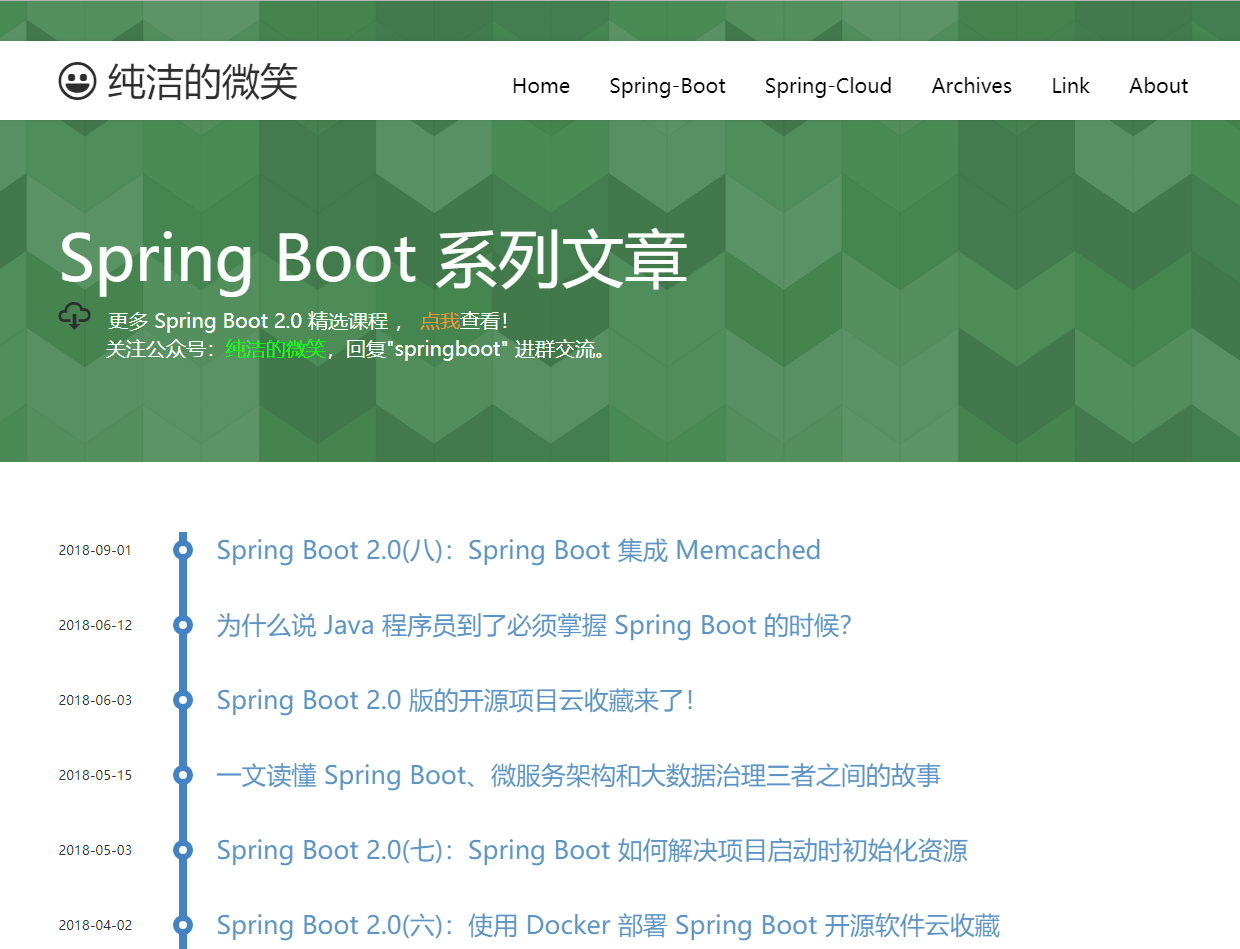 纯洁的微笑
Home Spring-Boot Spring-Cloud Archives Link About
Spring Boot 系列文章
更多 Spring Boot 2.0 精选课程 ， 点我查看！
关注公众号：纯洁的微笑，回复"springboot" 进群交流。
2018-09-01 Spring Boot 2.0(八)：Spring Boot 集成 Memcached
2018-06-12 为什么说 Java 程序员到了必须掌握 Spring Boot 的时候？
2018-06-03 Spring Boot 2.0 版的开源项目云收藏来了！
2018-05-15 一文读懂 Spring Boot、微服务架构和大数据治理三者之间的故事
2018-05-03 Spring Boot 2.0(七)：Spring Boot 如何解决项目启动时初始化资源
2018-04-02 Spring Boot 2.0(六)：使用 Docker 部署 Spring Boot 开源软件云收藏